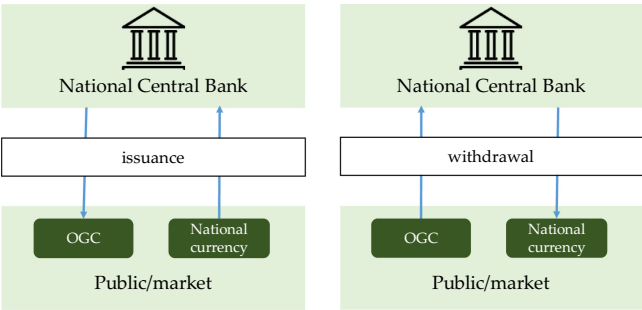 National Central Bank
issuance
OGC
National
currency
Public/market
National Central Bank
withdrawal
OGC
National
currency
Public/market